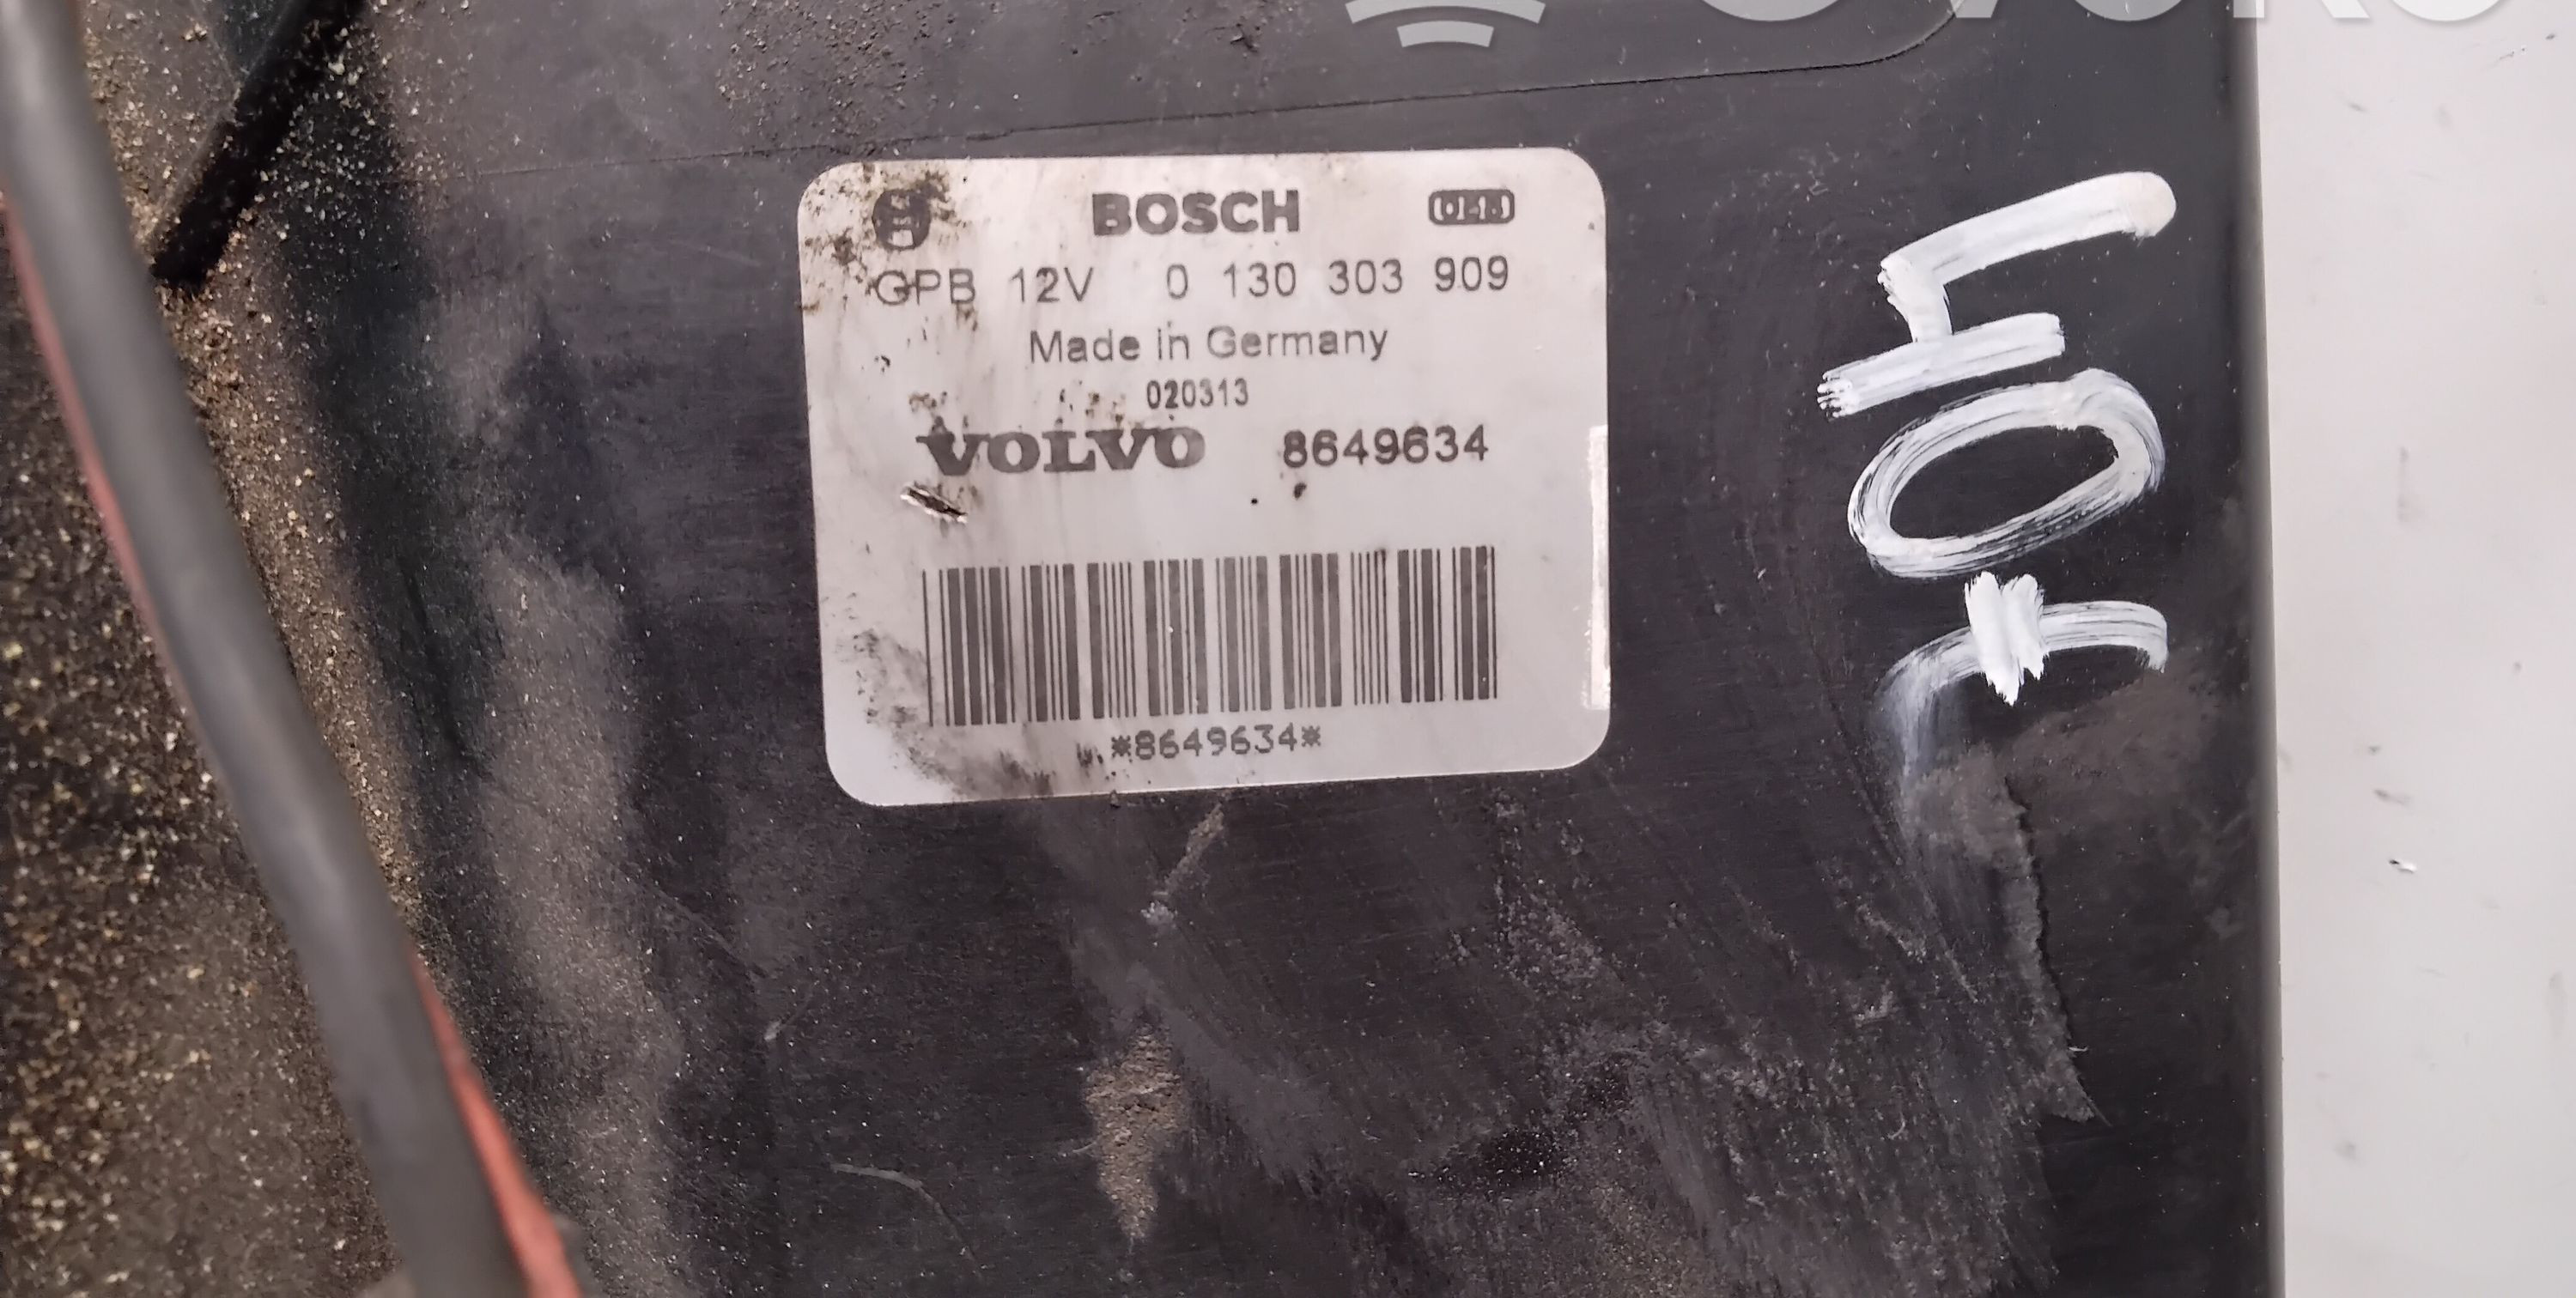 BOSCH
GPB 12V 0 130 303 909
Made in Germany
020313
VOLVO 8649634
*8649634*
407